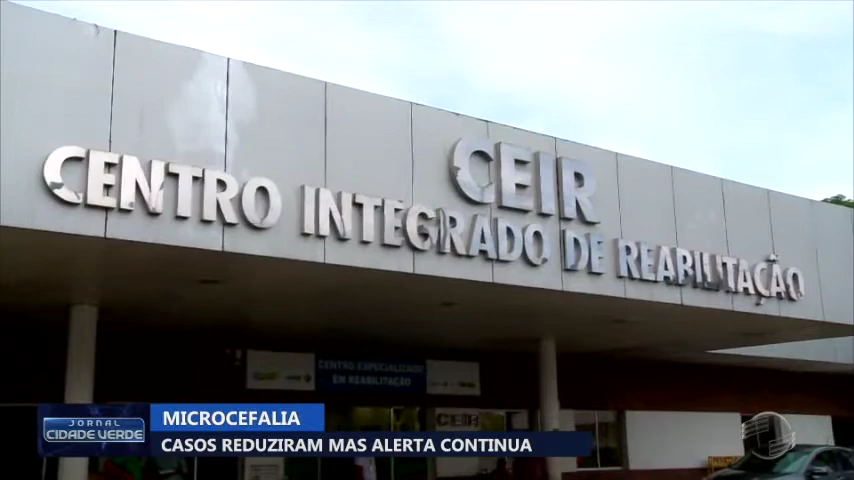 CEIR
CENTRO INTEGRADO DE REABILITAÇÃO
CENTRO ESPECIALIZADO
EM REABILITAÇÃO
CEIR
JORNAL
CIDADE VERDE
MICROCEFALIA
CASOS REDUZIRAM MAS ALERTA CONTINUA